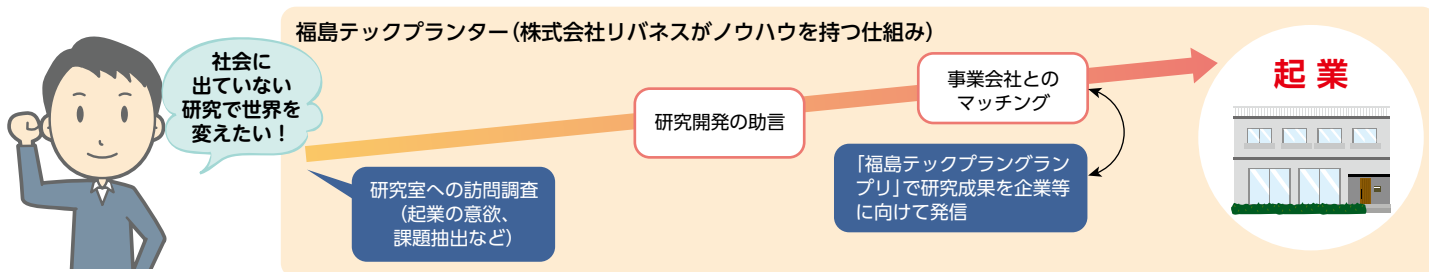 福島テックプランター（株式会社リバネスがノウハウを持つ仕組み）
社会に
出ていない
研究で世界を
変えたい！
研究室への訪問調査
（起業の意欲、
課題抽出など）
研究開発の助言
事業会社との
マッチング
「福島テックプラングラン
プリ」で研究成果を企業等
に向けて発信
起業